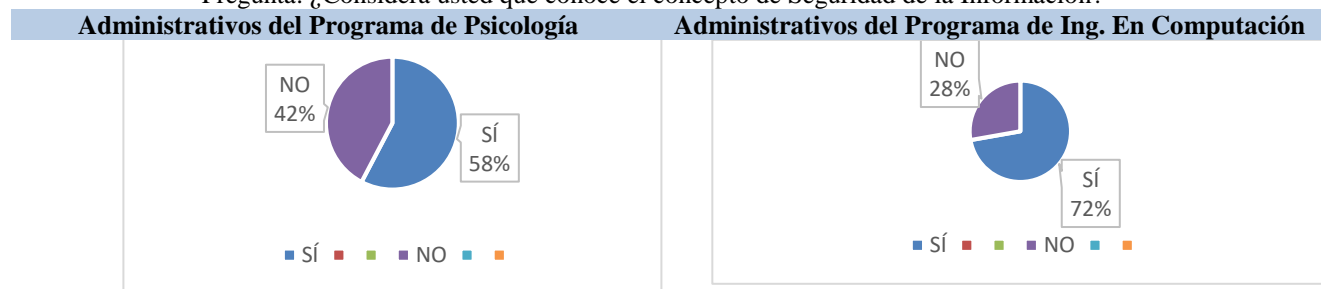 Pregunta: ¿Considera usted que conoce el concepto de Seguridad de la Información?
Administrativos del Programa de Psicología
Administrativos del Programa de Ing. En Computación
NO
42%
SÍ
58%
SÍ NO
NO
28%
SÍ
72%
SÍ NO